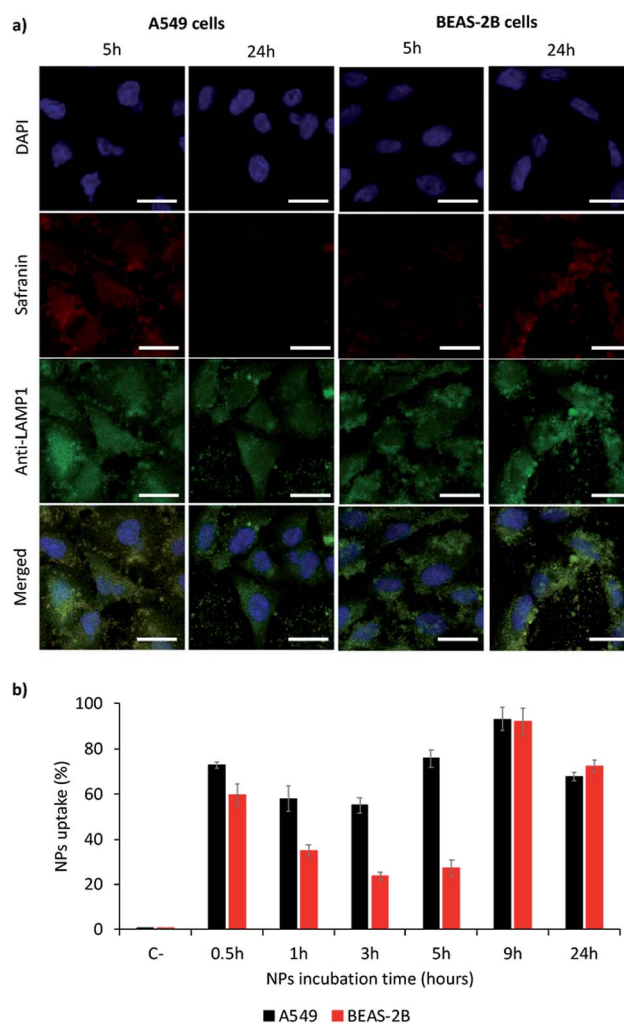 a)
A549 cells
BEAS-2B cells
5h
24h
5h
24h
DAPI
Safranin
Anti-LAMP1
Merged
b)
NPs uptake (%)
100
80
60
40
20
0
C-
0.5h
1h
3h
5h
9h
24h
NPs incubation time (hours)
A549
BEAS-2B